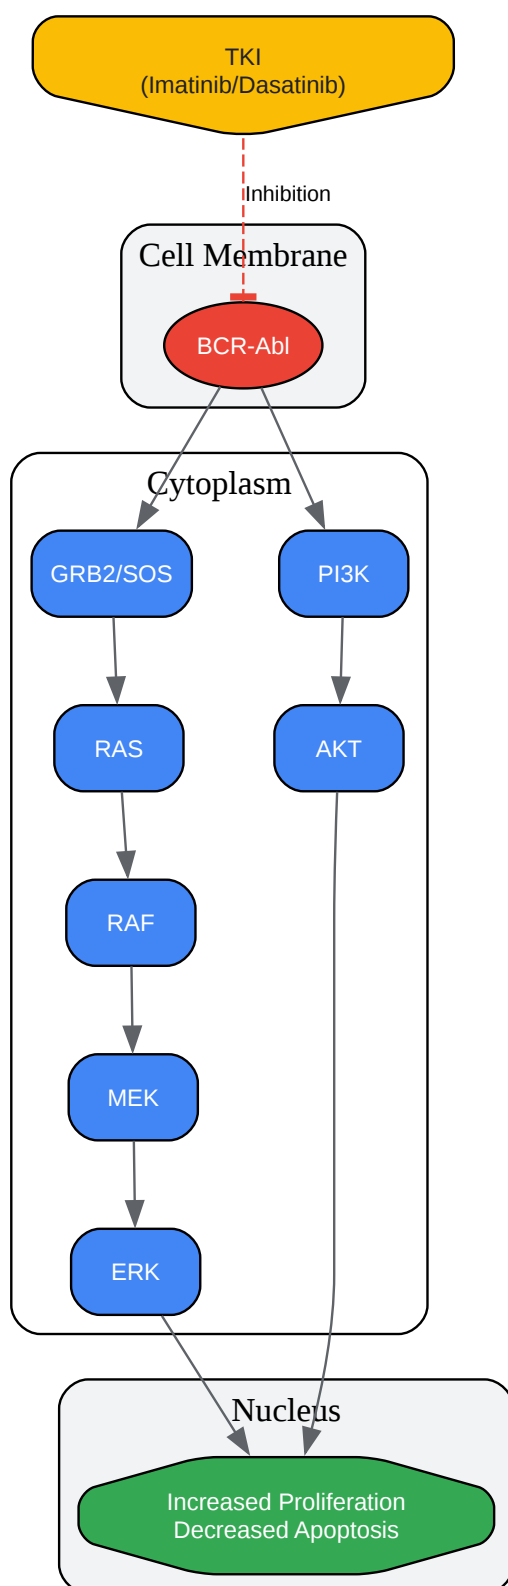 TKI
(Imatinib/Dasatinib)
Inhibition
Cell Membrane
BCR-Abl
Cytoplasm
GRB2/SOS
PI3K
RAS
AKT
RAF
MEK
ERK
Nucleus
Increased Proliferation
Decreased Apoptosis